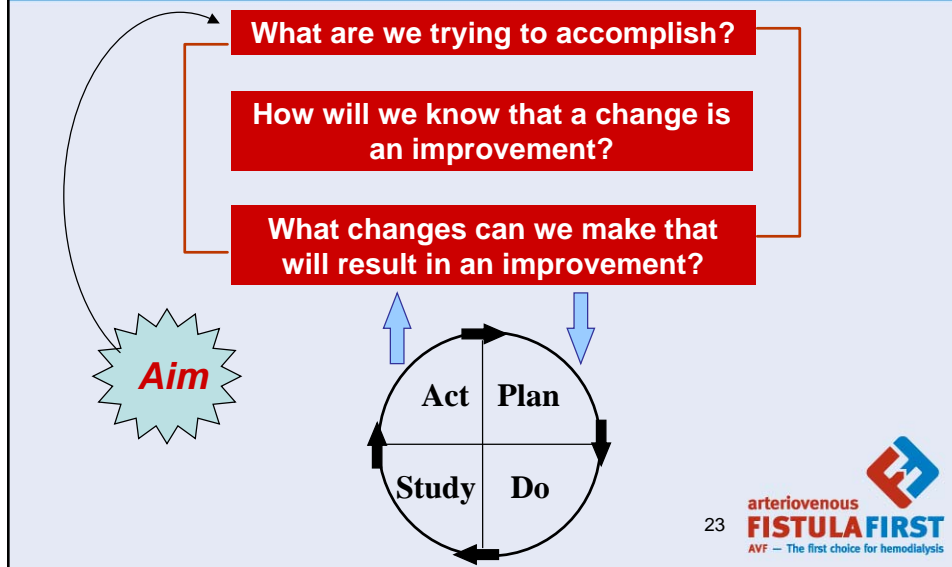 What are we trying to accomplish?
How will we know that a change is
an improvement?
What changes can we make that
will result in an improvement?
Aim
Act Plan
Study Do
23
arteriovenous
FISTULAFIRST
AVF — The first choice for hemodialysis